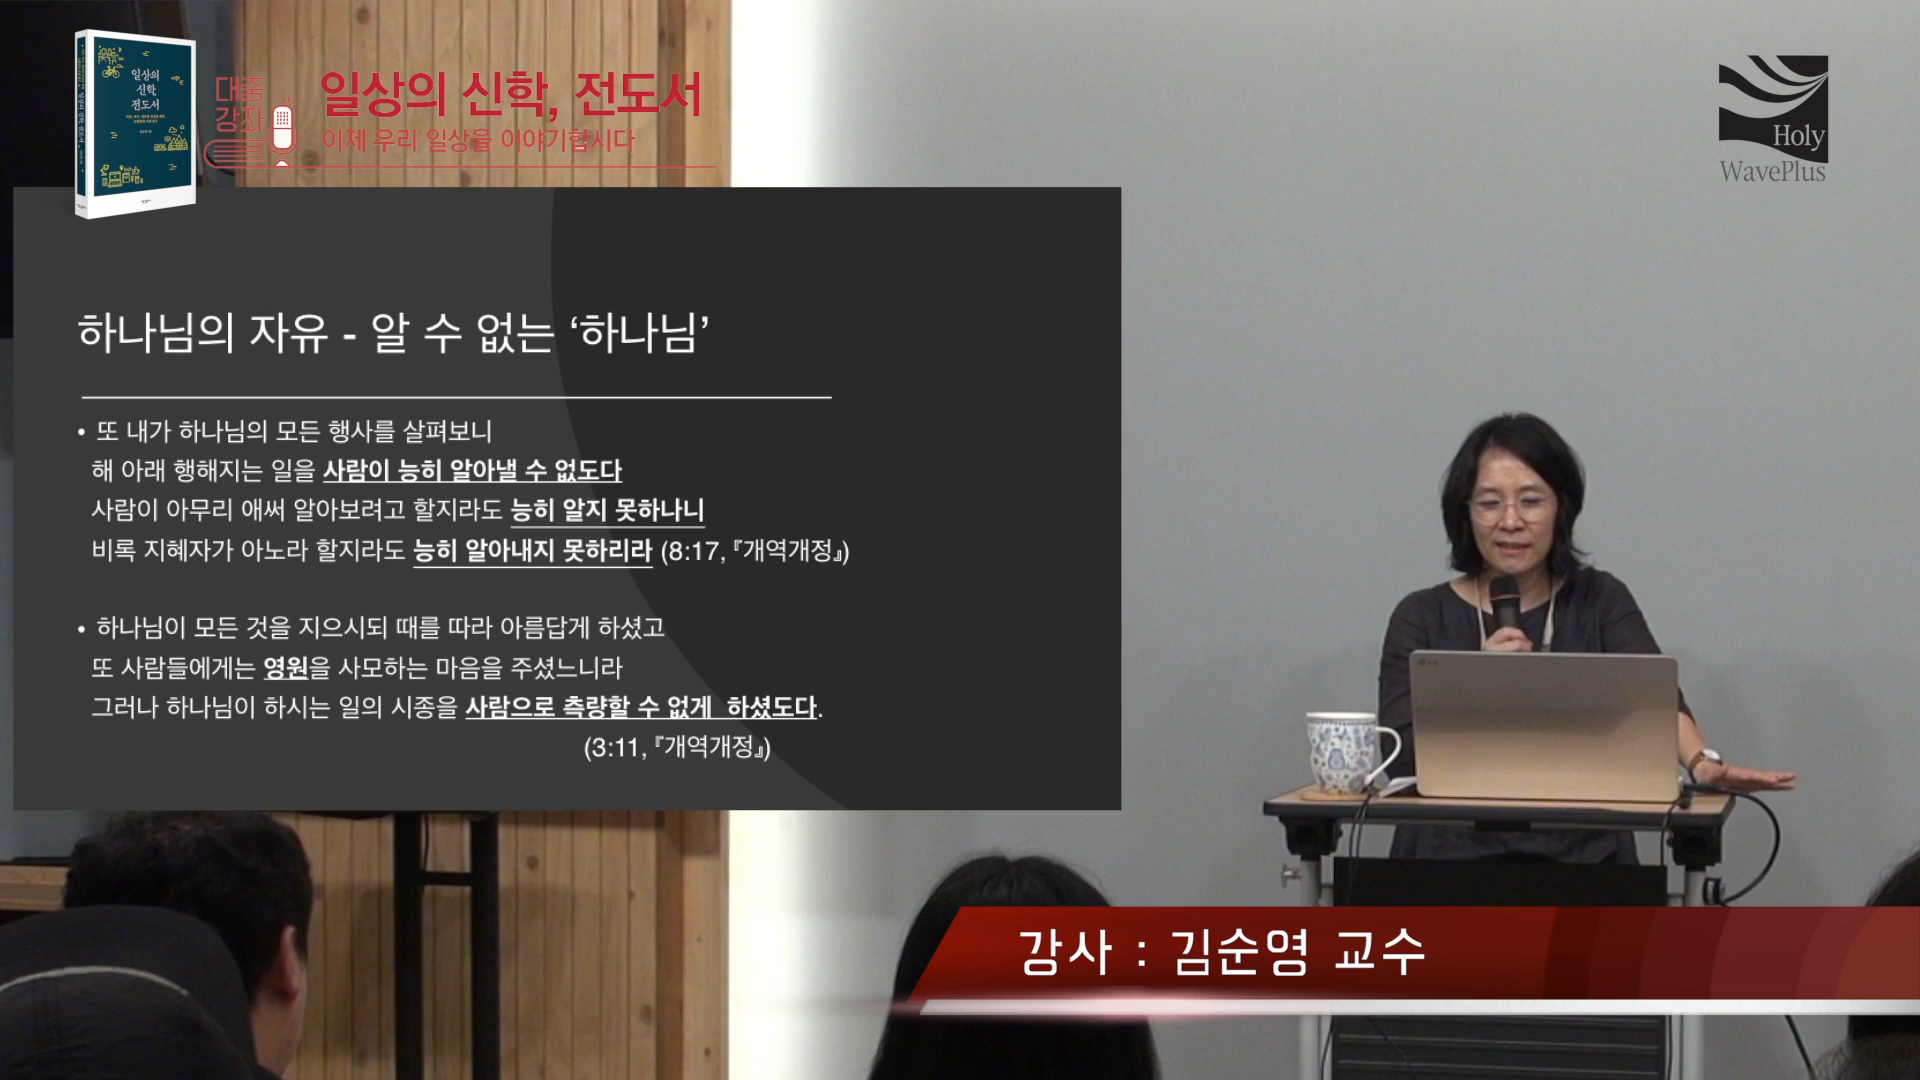 일상의
신학,
전도서
대중
강좌
일상의 신학, 전도서
이제 우리 일상을 이야기합시다
Holy
WavePlus
하나님의 자유 - 알 수 없는 ‘하나님’
• 또 내가 하나님의 모든 행사를 살펴보니
해 아래 행해지는 일을 사람이 능히 알아낼 수 없도다
사람이 아무리 애써 알아보려고 할지라도 능히 알지 못하나니
비록 지혜자가 아노라 할지라도 능히 알아내지 못하리라 (8:17,『개역개정』)
• 하나님이 모든 것을 지으시되 때를 따라 아름답게 하셨고
또 사람들에게는 영원을 사모하는 마음을 주셨느니라
그러나 하나님이 하시는 일의 시종을 사람으로 측량할 수 없게 하셨도다.
(3:11,『개역개정』)
강사 : 김순영 교수